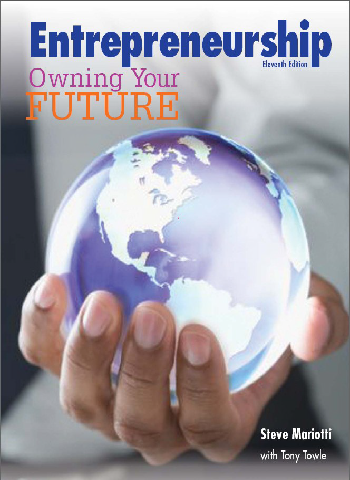 Entrepreneurship
Eleventh Edition
Owning Your
FUTURE
Steve Mariotti
with Tony Towle